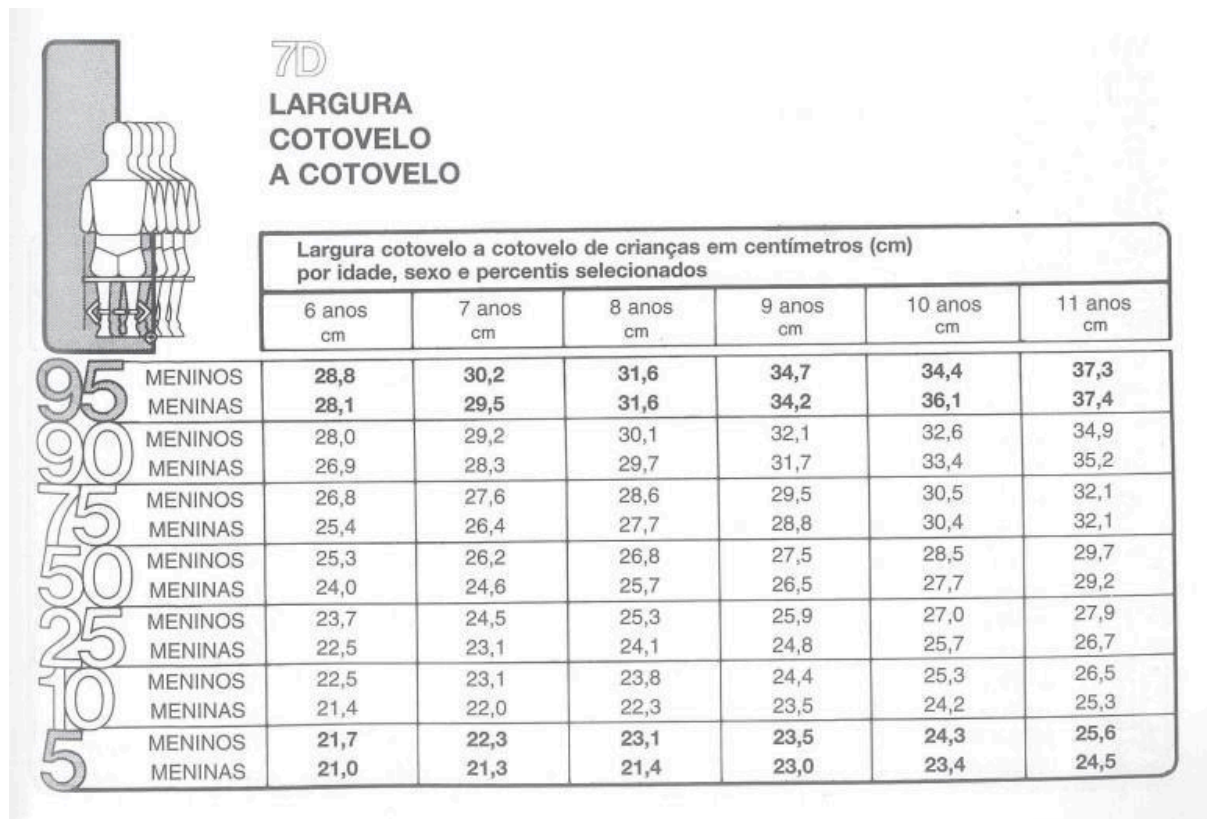 7D
LARGURA
COTOVELO
A COTOVELO
Largura cotovelo a cotovelo de crianças em centímetros (cm)
por idade, sexo e percentis selecionados
6 anos 7 anos 8 anos 9 anos 10 anos 11 anos
cm cm cm cm cm cm
95 MENINOS 28,8 30,2 31,6 34,7 34,4 37,3
MENINAS 28,1 29,5 31,6 34,2 36,1 37,4
90 MENINOS 28,0 29,2 30,1 32,1 32,6 34,9
MENINAS 26,9 28,3 29,7 31,7 33,4 35,2
75 MENINOS 26,8 27,6 28,6 29,5 30,5 32,1
MENINAS 25,4 26,4 27,7 28,8 30,4 32,1
50 MENINOS 25,3 26,2 26,8 27,5 28,5 29,7
MENINAS 24,0 24,6 25,7 26,5 27,7 29,2
25 MENINOS 23,7 24,5 25,3 25,9 27,0 27,9
MENINAS 22,5 23,1 24,1 24,8 25,7 26,7
10 MENINOS 22,5 23,1 23,8 24,4 25,3 26,5
MENINAS 21,4 22,0 22,3 23,5 24,2 25,3
5 MENINOS 21,7 22,3 23,1 23,5 24,3 25,6
MENINAS 21,0 21,3 21,4 23,0 23,4 24,5